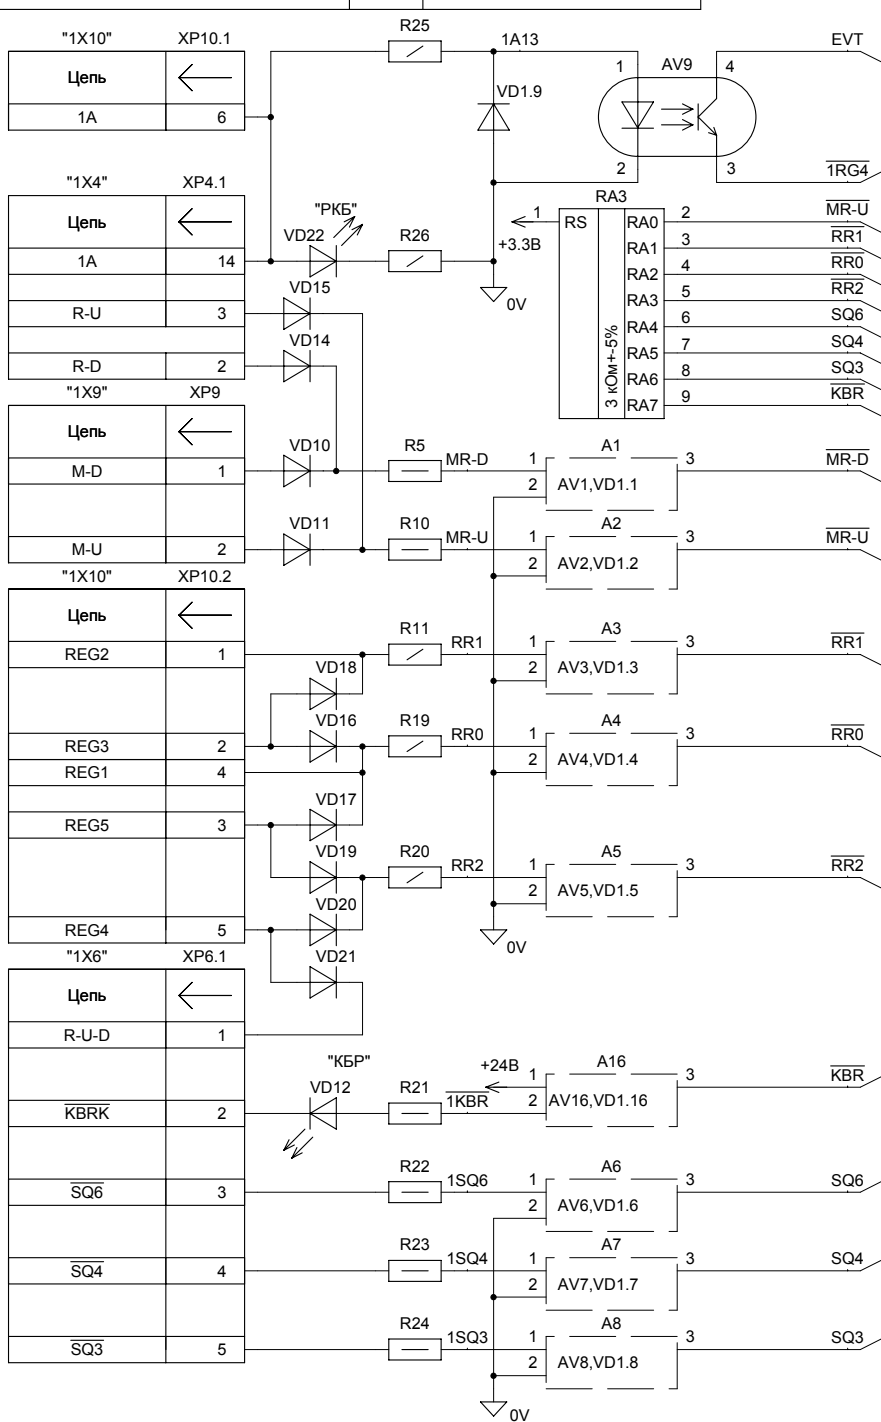 R25
"1X10" XP10.1 1A13 EVT
Цепь 1 AV9 4
VD1.9
1A 6
2 3 1RG4
"1X4" XP4.1 RA3
"РКБ" 1 RS RA0 2 MR-U
Цепь VD22 R26 +3.3В RA1 3 RR1
1A 14 RA2 4 RR0
VD15 0V RA3 5 RR2
R-U 3 RA4 6 SQ6
VD14 RA5 7 SQ4
R-D 2 RA6 8 SQ3
"1X9" XP9 3 кОм+-5% RA7 9 KBR
Цепь VD10 R5 MR-D 1 A1 3 MR-D
M-D 1 2 AV1,VD1.1
VD11 R10 MR-U 1 A2 3 MR-U
M-U 2 2 AV2,VD1.2
"1X10" XP10.2
Цепь R11 RR1 1 A3 3 RR1
REG2 1 2 AV3,VD1.3
VD18
VD16 R19 RR0 1 A4 3 RR0
REG3 2 2 AV4,VD1.4
REG1 4
VD17
REG5 3
VD19 R20 RR2 1 A5 3 RR2
2 AV5,VD1.5
VD20
REG4 5
"1X6" XP6.1 VD21 0V
Цепь
R-U-D 1
"КБР" +24В 1 A16 3 KBR
VD12 R21 1KBR 2 AV16,VD1.16
KBRK 2
R22 1SQ6 1 A6 3 SQ6
SQ6 3 2 AV6,VD1.6
R23 1SQ4 1 A7 3 SQ4
SQ4 4 2 AV7,VD1.7
R24 1SQ3 1 A8 3 SQ3
SQ3 5 2 AV8,VD1.8
0V